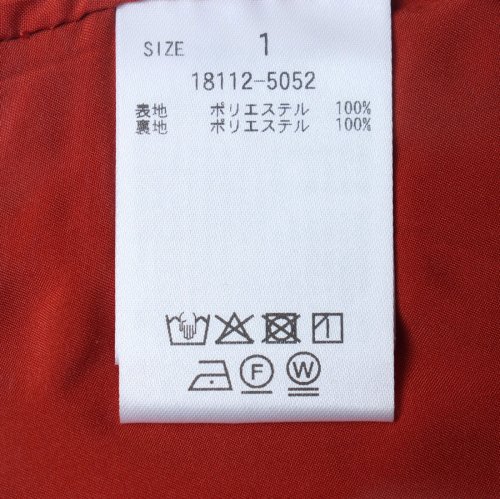 SIZE 1
18112-5052
表地 ポリエステル 100%
裏地 ポリエステル 100%
F W